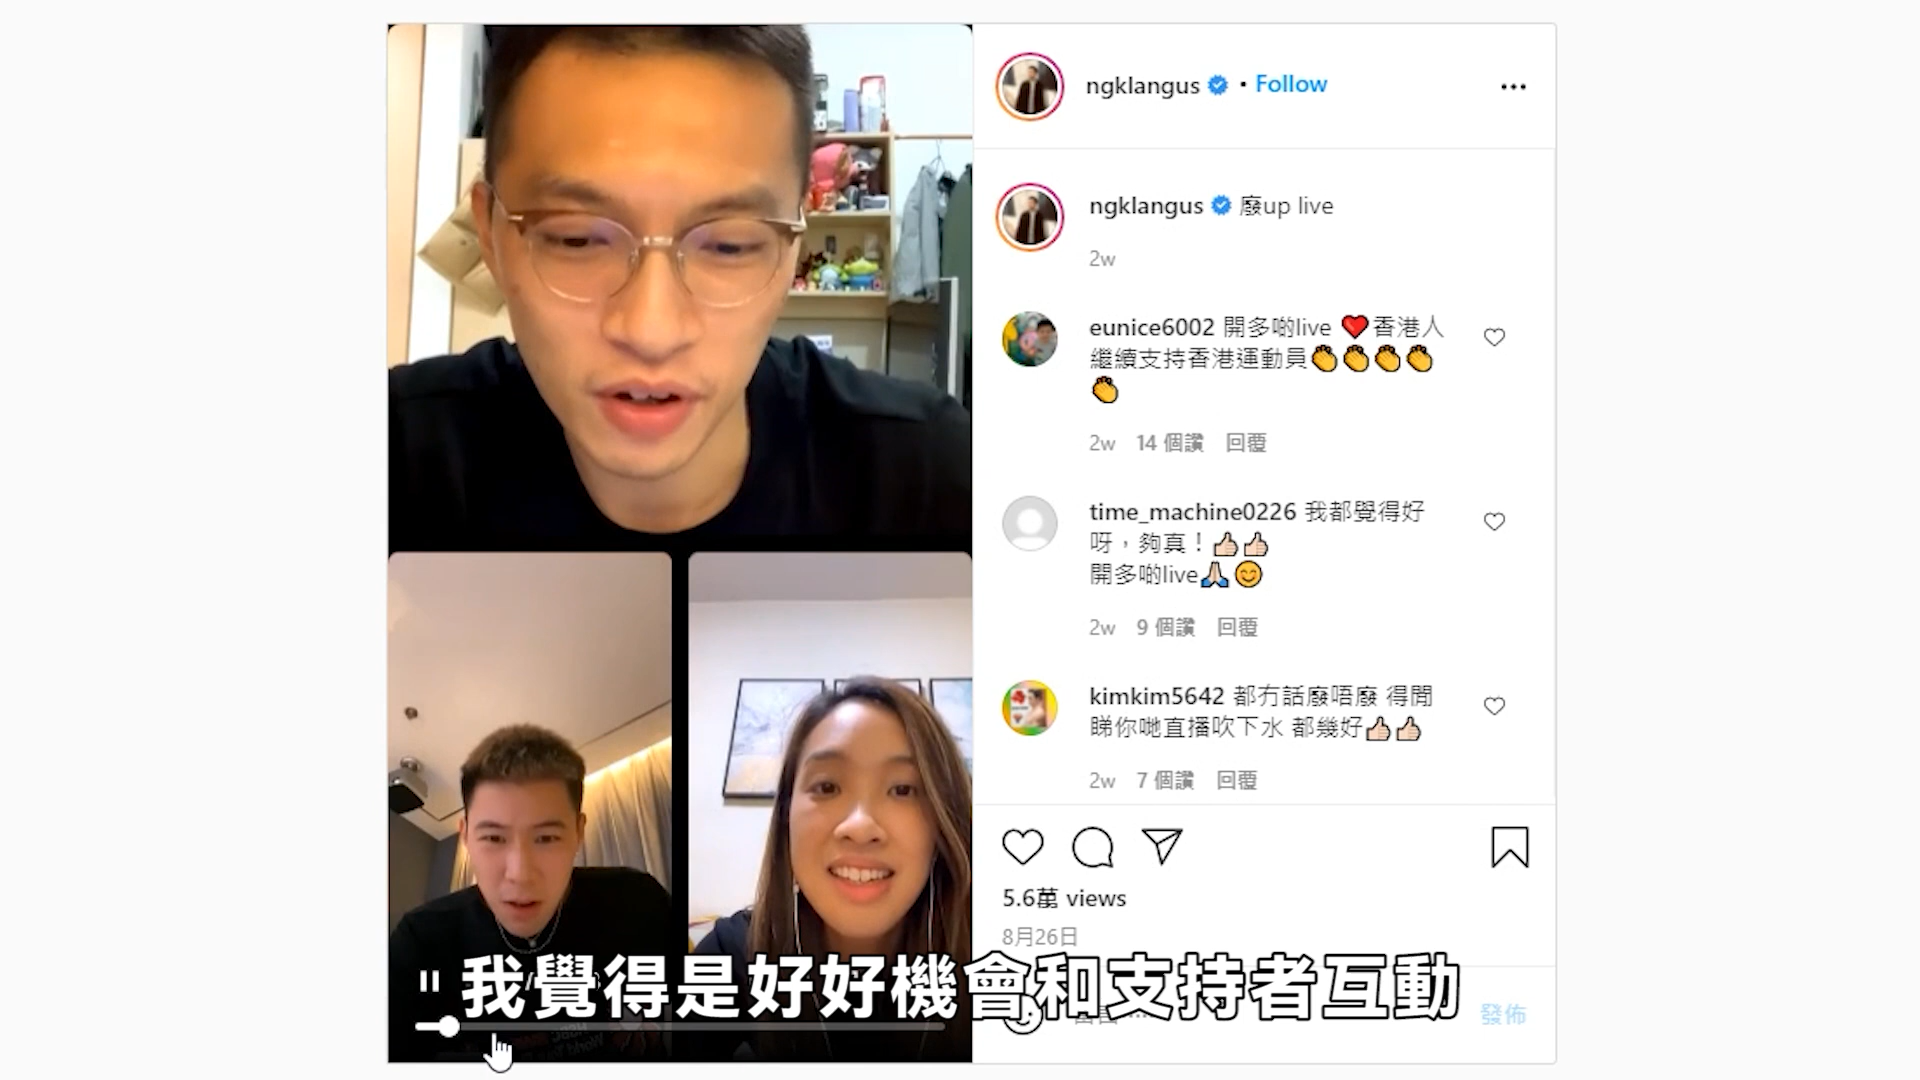 ngklangus • Follow
ngklangus 廢up live
2w
eunice6002 開多啲live ❤️香港人
繼續支持香港運動員👏👏👏👏
👏
2w 14 個讚 回覆
time_machine0226 我都覺得好
呀，夠真！👍🏻👍🏻
開多啲live🙏🏻😊
2w 9 個讚 回覆
kimkim5642 都冇話廢唔廢 得閒
睇你哋直播吹下水 都幾好👍🏻👍🏻
2w 7 個讚 回覆
5.6萬 views
8月26日
我覺得是好好機會和支持者互動
發佈